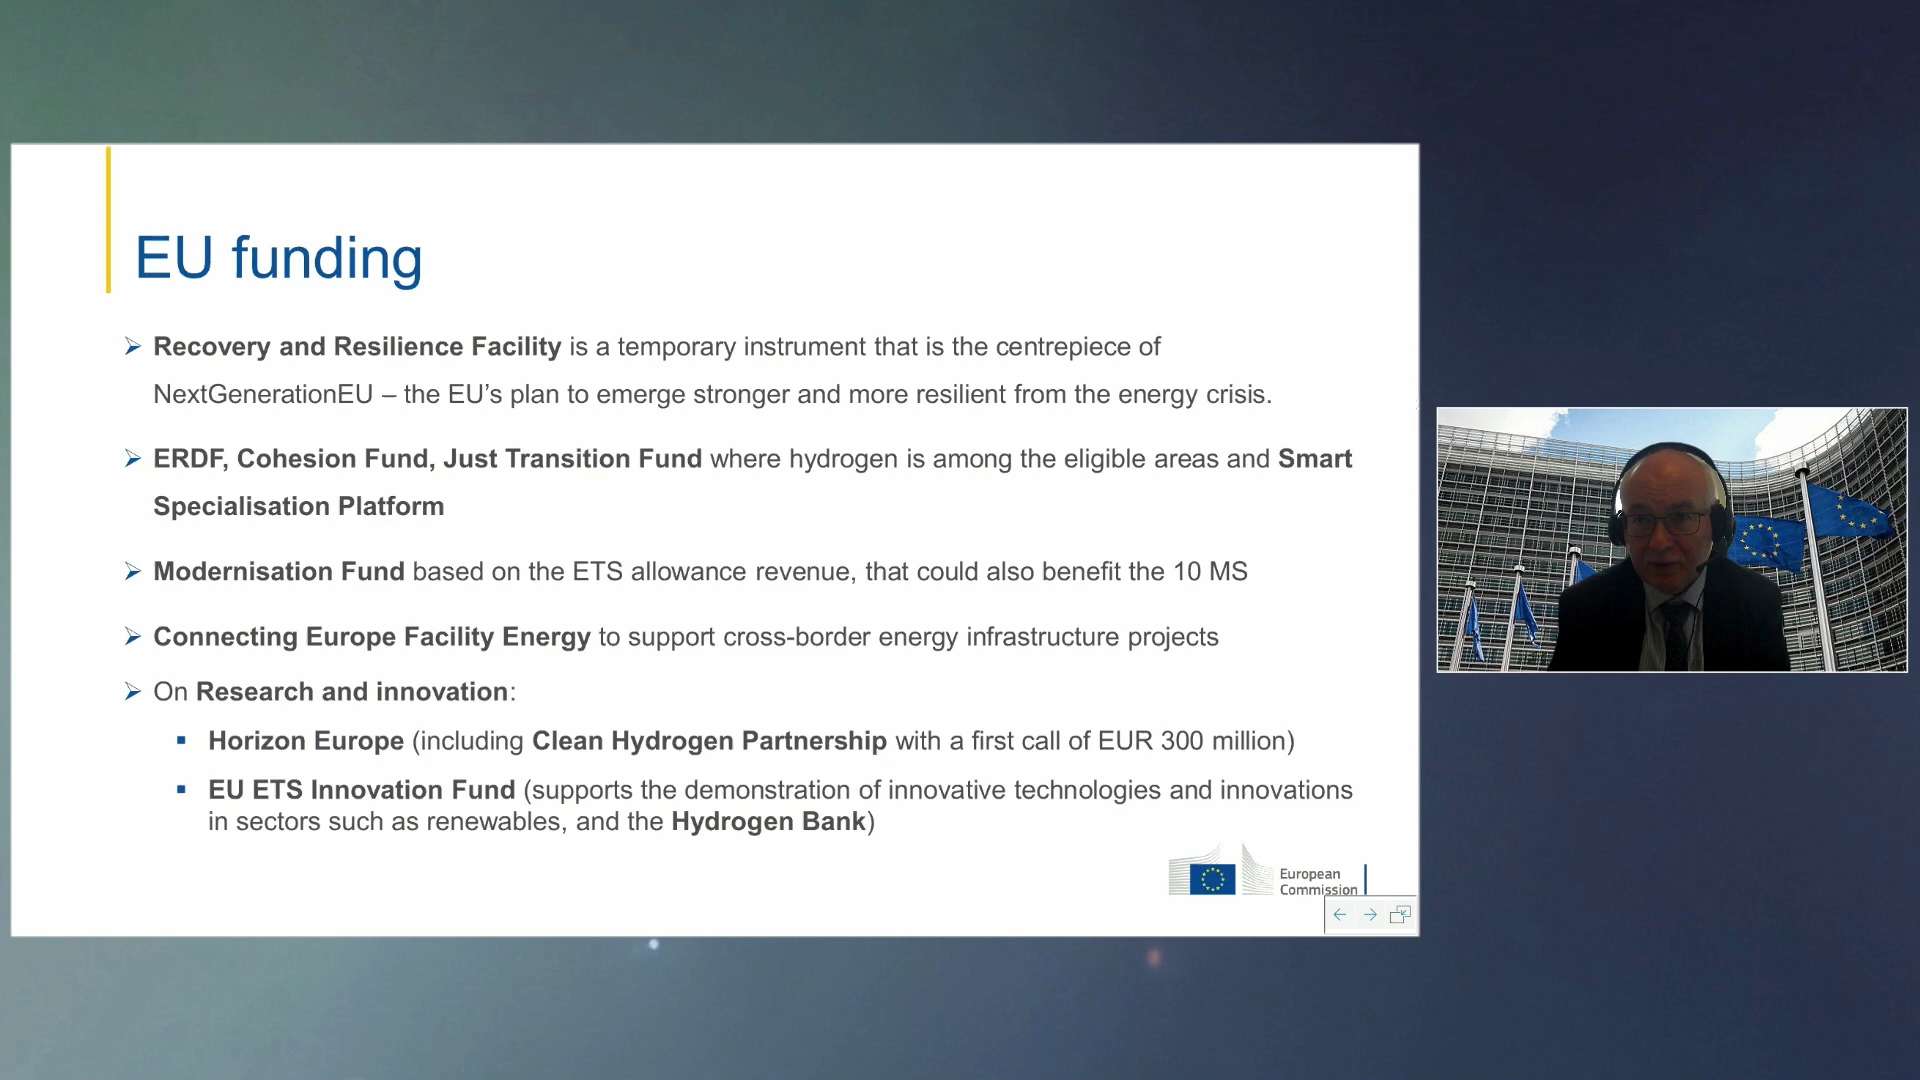 EU funding
➢ Recovery and Resilience Facility is a temporary instrument that is the centrepiece of
NextGenerationEU – the EU’s plan to emerge stronger and more resilient from the energy crisis.
➢ ERDF, Cohesion Fund, Just Transition Fund where hydrogen is among the eligible areas and Smart
Specialisation Platform
➢ Modernisation Fund based on the ETS allowance revenue, that could also benefit the 10 MS
➢ Connecting Europe Facility Energy to support cross-border energy infrastructure projects
➢ On Research and innovation:
▪ Horizon Europe (including Clean Hydrogen Partnership with a first call of EUR 300 million)
▪ EU ETS Innovation Fund (supports the demonstration of innovative technologies and innovations
in sectors such as renewables, and the Hydrogen Bank)
European
Commission